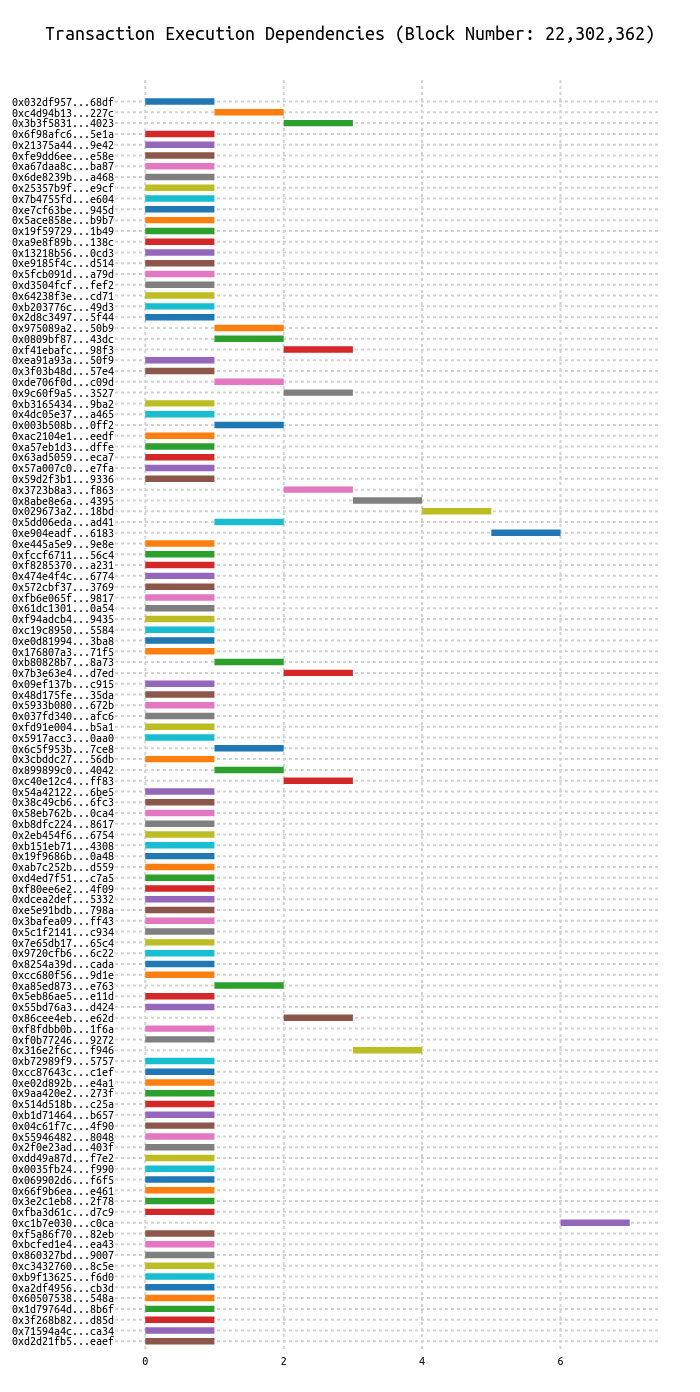 Transaction Execution Dependencies (Block Number: 22,302,362)
0x032df957...68df
0xc4d94b13...227c
0x3b3f5831...4023
0x6f98afc6...5e1a
0x21375a44...9e42
0xfe9dd6ee...e58e
0xa67daa8c...ba87
0x6de8239b...a468
0x25357b9f...e9cf
0x7b4755fd...e604
0xe7cf63be...945d
0x5ace858e...b9b7
0x19f59729...1b49
0xa9e8f89b...138c
0x13218b56...0cd3
0xe9185f4c...d514
0x5fcb091d...a79d
0xd3504fcf...fef2
0x64238f3e...cd71
0xb203776c...49d3
0x2d8c3497...5f44
0x975089a2...50b9
0x0809bf87...43dc
0xf41ebafc...98f3
0xea91a93a...50f9
0x3f03b48d...57e4
0xde706f0d...c09d
0x9c60f9a5...3527
0xb3165434...9ba2
0x4dc05e37...a465
0x003b508b...0ff2
0xac2104e1...eedf
0xa57eb1d3...dffe
0x63ad5059...eca7
0x57a007c0...e7fa
0x59d2f3b1...9336
0x3723b8a3...f863
0x8abe8e6a...4395
0x029673a2...18bd
0x5dd06eda...ad41
0xe904eadf...6183
0xe445a5e9...9e8e
0xfccf6711...56c4
0xf8285370...a231
0x474e4f4c...6774
0x572cbf37...3769
0xfb6e065f...9817
0x61dc1301...0a54
0xf94adcb4...9435
0xc19c8950...5584
0xe0d81994...3ba8
0x176807a3...71f5
0xb80828b7...8a73
0x7b3e63e4...d7ed
0x09ef137b...c915
0x48d175fe...35da
0x5933b080...672b
0x037fd340...afc6
0xfd91e004...b5a1
0x5917acc3...0aa0
0x6c5f953b...7ce8
0x3cbddc27...56db
0x899899c0...4042
0xc40e12c4...ff83
0x54a42122...6be5
0x38c49cb6...6fc3
0x58eb762b...0ca4
0xb8dfc224...8617
0x2eb454f6...6754
0xb151eb71...4308
0x19f9686b...0a48
0xab7c252b...d559
0xd4ed7f51...c7a5
0xf80ee6e2...4f09
0xdcea2def...5332
0xe5e91bdb...798a
0x3bafea09...ff43
0x5c1f2141...c934
0x7e65db17...65c4
0x9720cfb6...6c22
0x8254a39d...cada
0xcc680f56...9d1e
0xa85ed873...e763
0x5eb86ae5...e11d
0x55bd76a3...d424
0x86cee4eb...e62d
0xf8fdbb0b...1f6a
0xf0b77246...9272
0x316e2f6c...f946
0xb72989f9...5757
0xcc87643c...c1ef
0xe02d892b...e4a1
0x9aa420e2...273f
0x514d518b...c25a
0xb1d71464...b657
0x04c61f7c...4f90
0x55946482...8048
0x2f0e23ad...403f
0xdd49a87d...f7e2
0x0035fb24...f990
0x069902d6...f6f5
0x66f9b6ea...e461
0x3e2c1eb8...2f78
0xfba3d61c...d7c9
0xc1b7e030...c0ca
0xf5a86f70...82eb
0xbcfed1e4...ea43
0x860327bd...9007
0xc3432760...8c5e
0xb9f13625...f6d0
0xa2df4956...cb3d
0x60507538...548a
0x1d79764d...8b6f
0x3f268b82...d85d
0x71594a4c...ca34
0xd2d21fb5...eaef
0 2 4 6